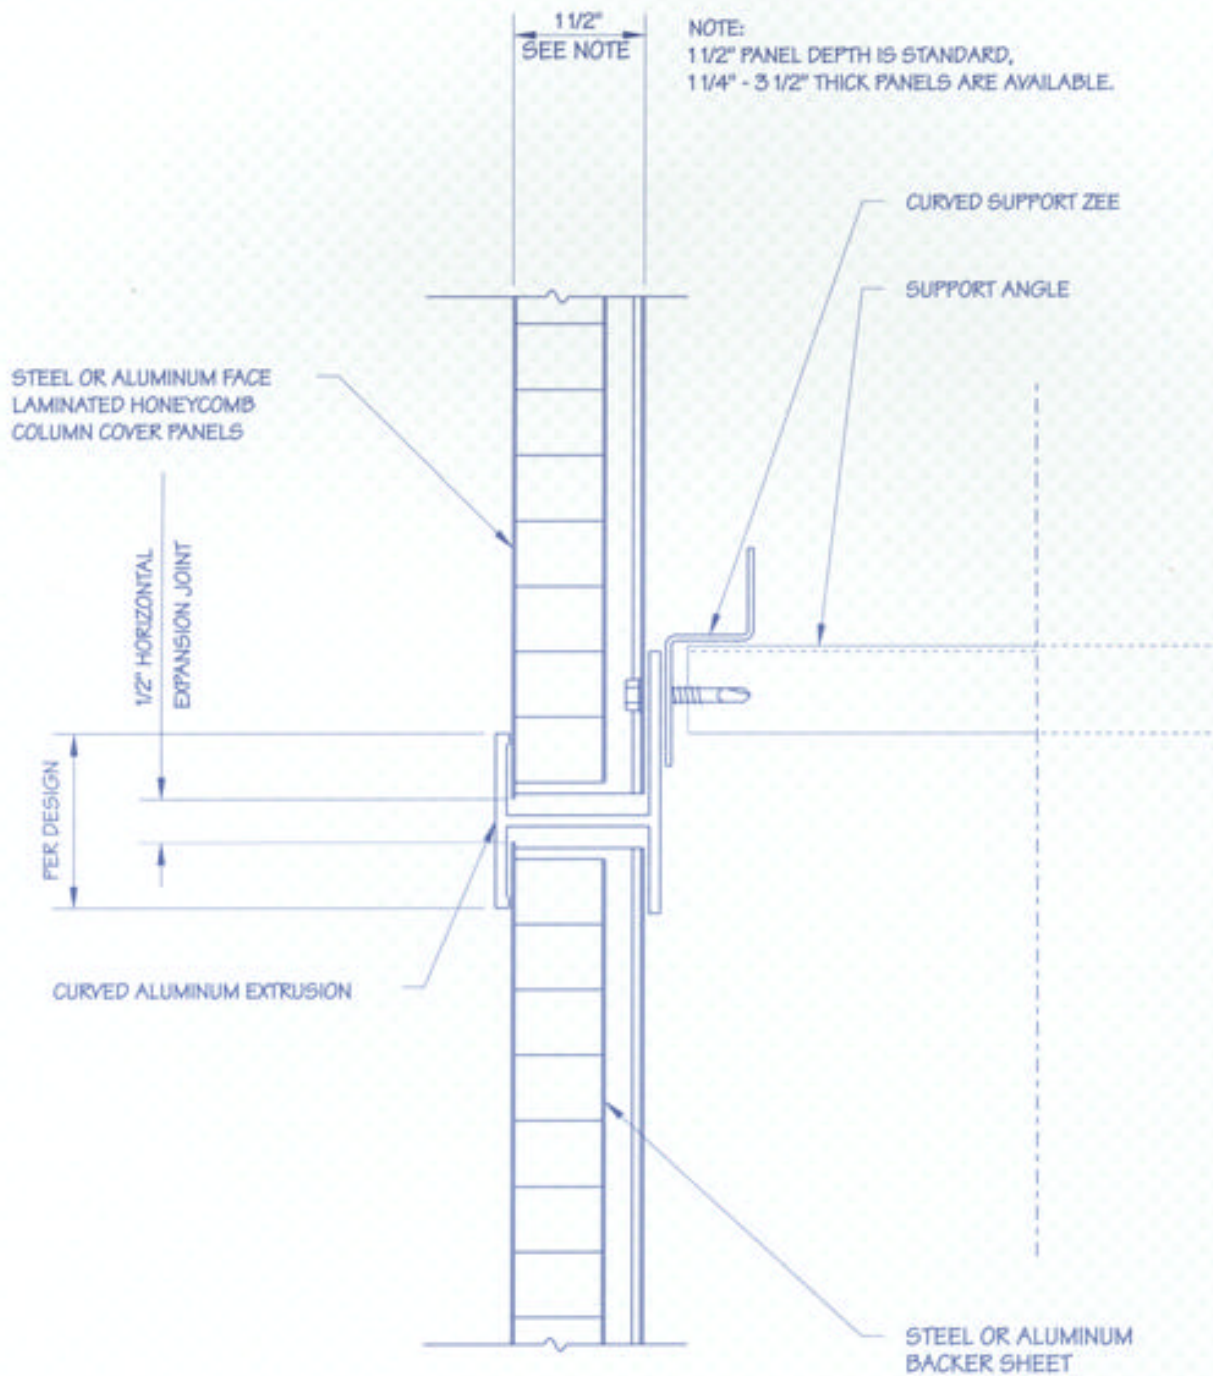 1 1/2"
SEE NOTE
NOTE:
1 1/2" PANEL DEPTH IS STANDARD,
1 1/4" - 3 1/2" THICK PANELS ARE AVAILABLE.
CURVED SUPPORT ZEE
SUPPORT ANGLE
STEEL OR ALUMINUM FACE
LAMINATED HONEYCOMB
COLUMN COVER PANELS
1/2" HORIZONTAL
EXPANSION JOINT
PER DESIGN
CURVED ALUMINUM EXTRUSION
STEEL OR ALUMINUM
BACKER SHEET